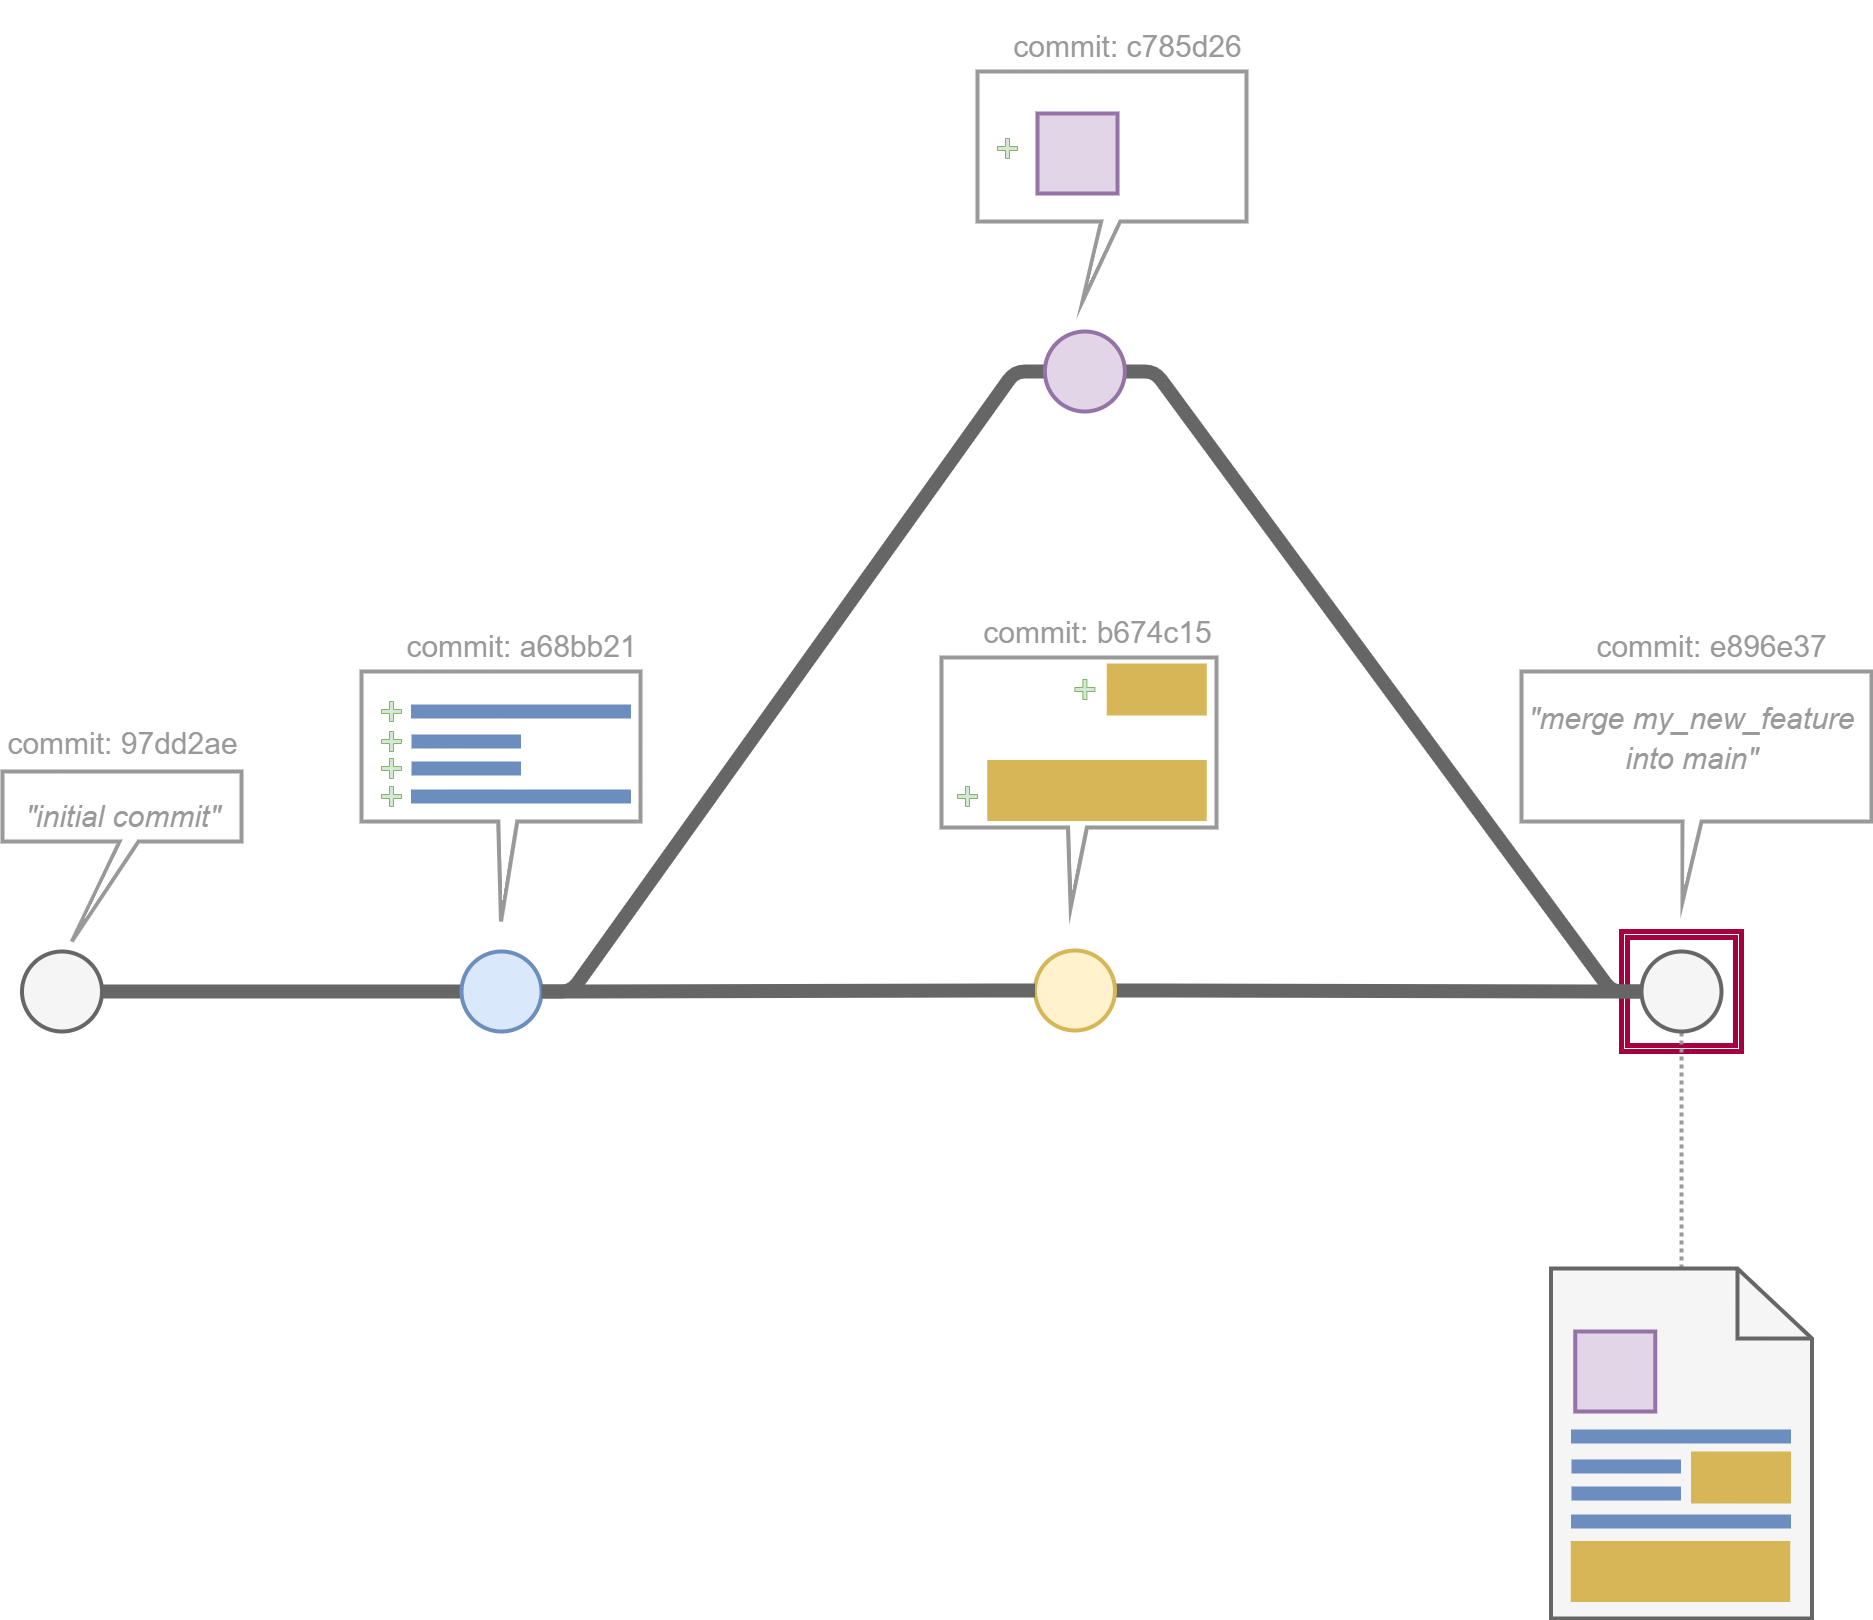 commit: c785d26
commit: b674c15
commit: a68bb21
commit: e896e37
"merge my_new_feature
into main"
commit: 97dd2ae
"initial commit"